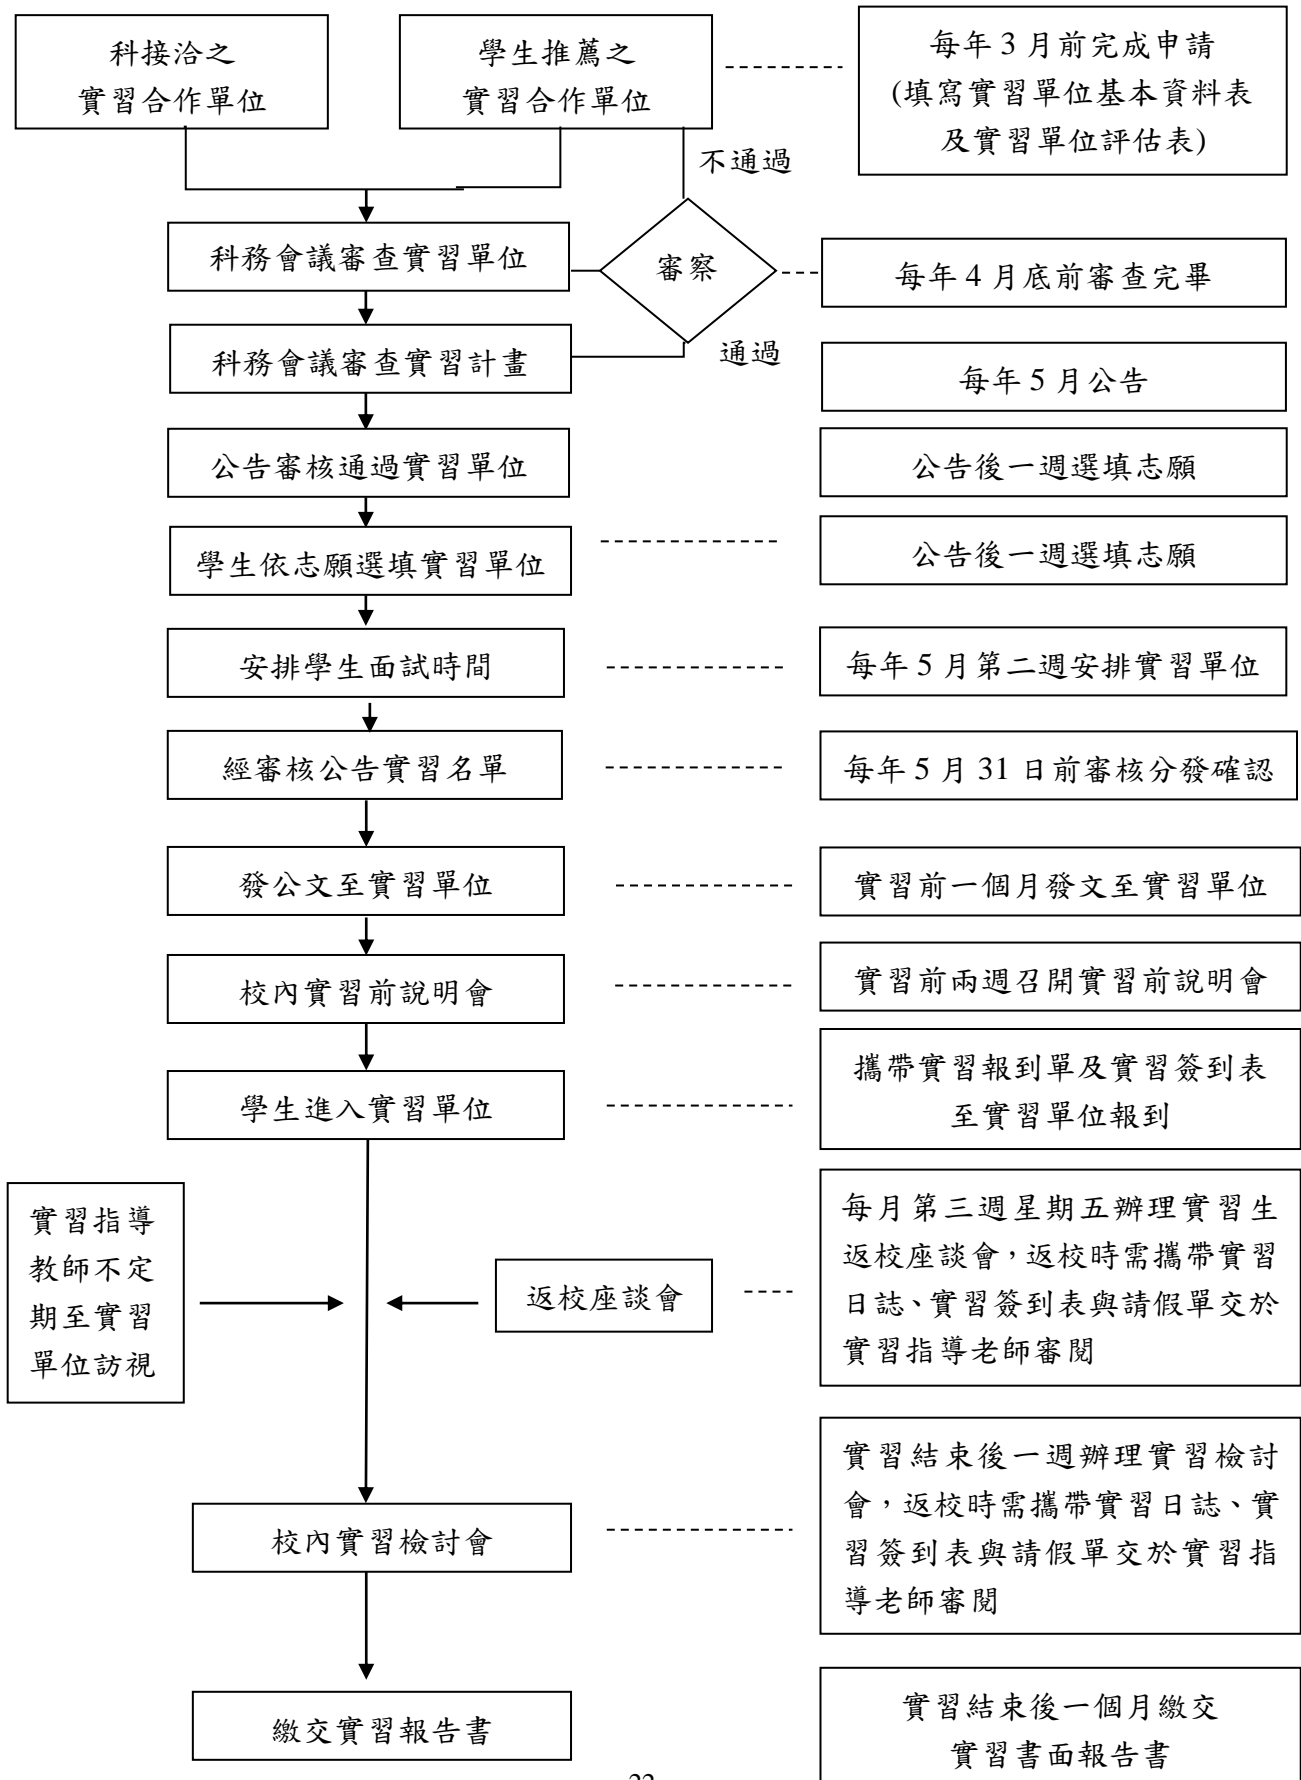 科接洽之
實習合作單位
學生推薦之
實習合作單位
每年 3 月前完成申請
(填寫實習單位基本資料表
及實習單位評估表)
不通過
科務會議審查實習單位
審察
每年 4 月底前審查完畢
科務會議審查實習計畫
通過
每年 5 月公告
公告審核通過實習單位
公告後一週選填志願
學生依志願選填實習單位
公告後一週選填志願
安排學生面試時間
每年 5 月第二週安排實習單位
經審核公告實習名單
每年 5 月 31 日前審核分發確認
發公文至實習單位
實習前一個月發文至實習單位
校內實習前說明會
實習前兩週召開實習前說明會
學生進入實習單位
攜帶實習報到單及實習簽到表
至實習單位報到
實習指導
教師不定
期至實習
單位訪視
返校座談會
每月第三週星期五辦理實習生
返校座談會，返校時需攜帶實習
日誌、實習簽到表與請假單交於
實習指導老師審閱
校內實習檢討會
實習結束後一週辦理實習檢討
會，返校時需攜帶實習日誌、實
習簽到表與請假單交於實習指
導老師審閱
繳交實習報告書
實習結束後一個月繳交
實習書面報告書